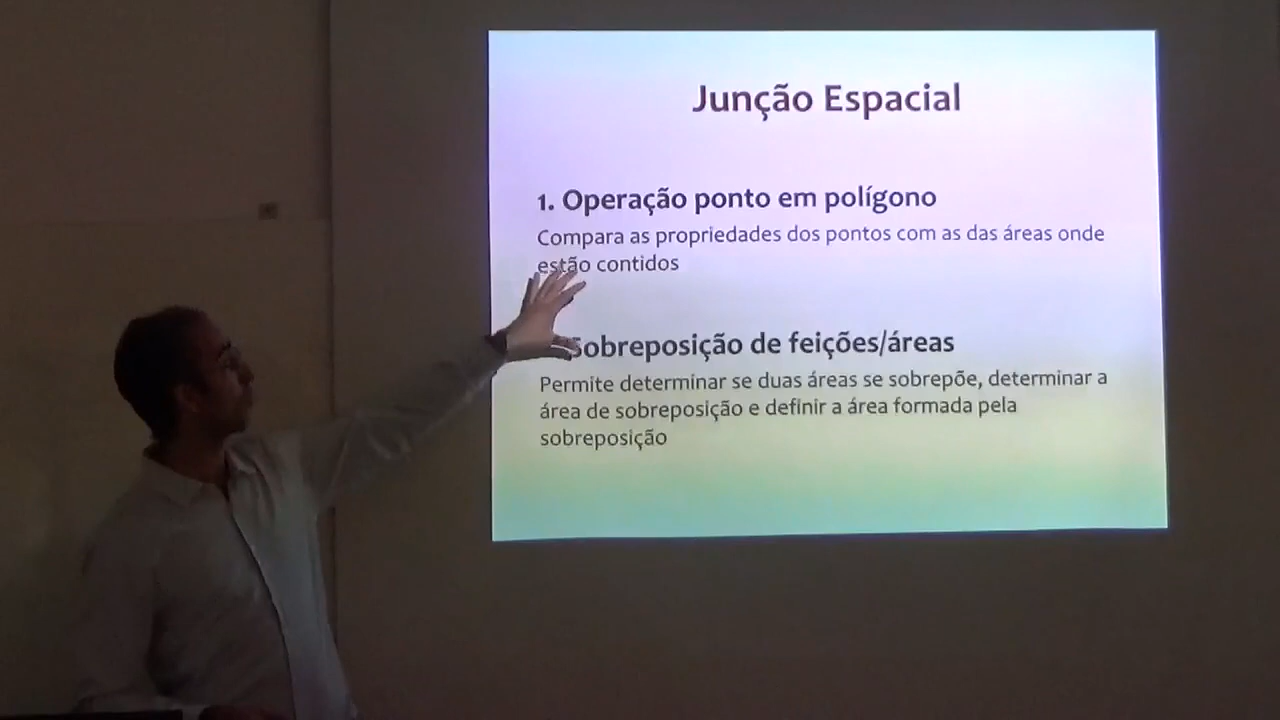 Junção Espacial
1. Operação ponto em polígono
Compara as propriedades dos pontos com as das áreas onde
estão contidos
Sobreposição de feições/áreas
Permite determinar se duas áreas se sobrepõe, determinar a
área de sobreposição e definir a área formada pela
sobreposição